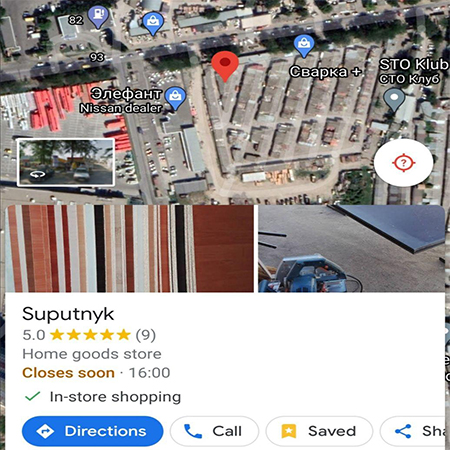 82
93
Сварка +
STO Klub
СТО Клуб
Элефант
Nissan dealer
?
Suputnyk
5.0 ★★★★★ (9)
Home goods store
Closes soon · 16:00
In-store shopping
Directions
Call
Saved
Sha